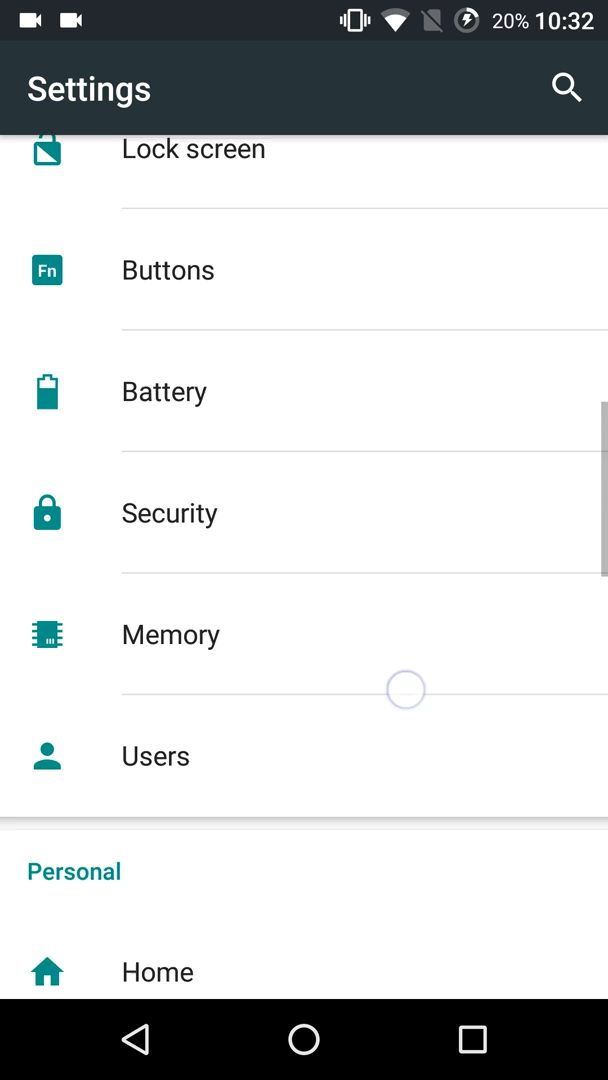 20% 10:32
Settings
Lock screen
Fn Buttons
Battery
Security
Memory
Users
Personal
Home